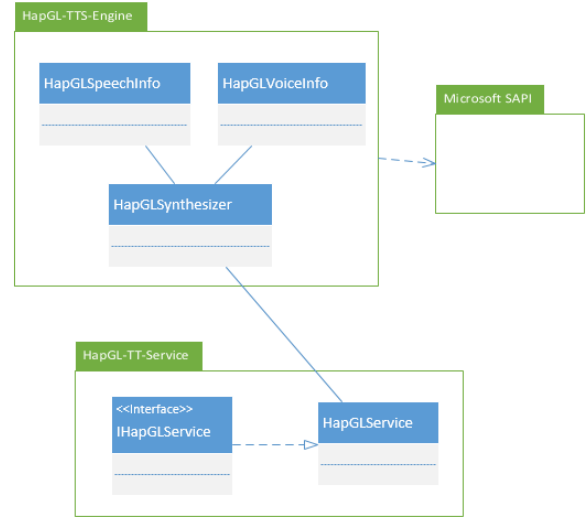 HapGL-TTS-Engine
HapGLSpeechInfo
HapGLVoiceInfo
Microsoft SAPI
HapGLSynthesizer
HapGL-TT-Service
<<Interface>>
IHapGLService
HapGLService